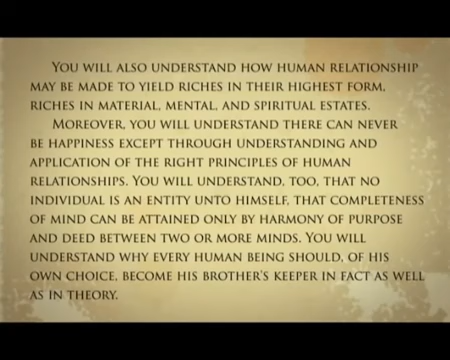 You will also understand how human relationship
may be made to yield riches in their highest form,
riches in material, mental, and spiritual estates.
Moreover, you will understand there can never
be happiness except through understanding and
application of the right principles of human
relationships. You will understand, too, that no
individual is an entity unto himself, that completeness
of mind can be attained only by harmony of purpose
and deed between two or more minds. You will
understand why every human being should, of his
own choice, become his brother's keeper in fact as well
as in theory.